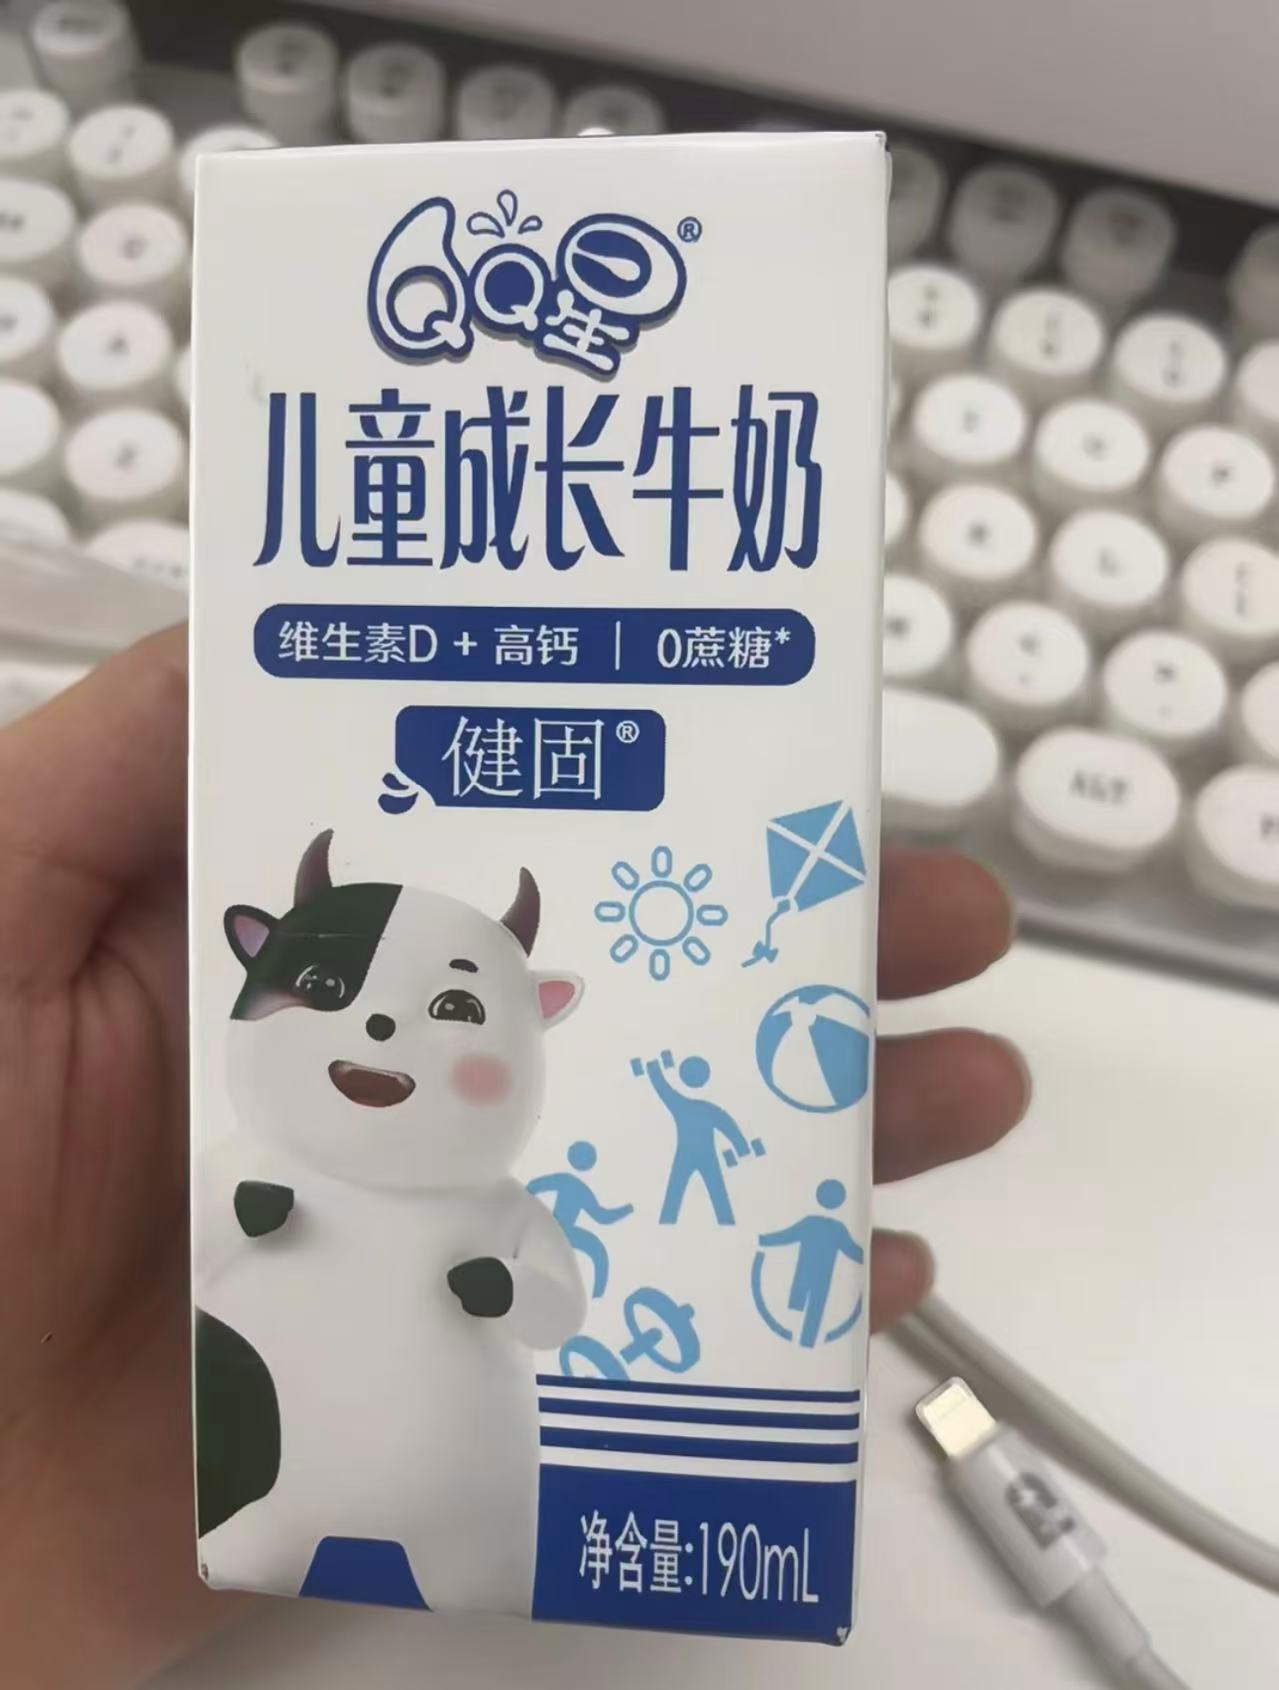 QQ星®
儿童成长牛奶
维生素D + 高钙 | 0蔗糖*
健固®
净含量:190mL
ALT